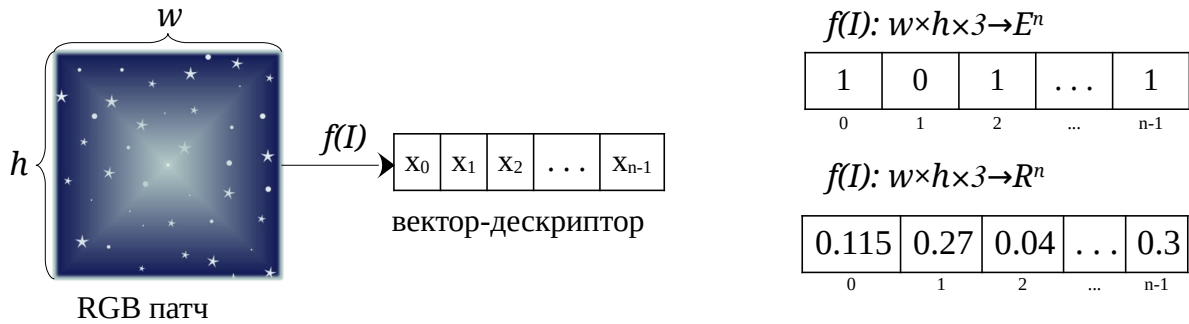 w
h
f(I)
x0 x1 x2 . . . xn-1
вектор-дескриптор
RGB патч
f(I): w×h×3→Eⁿ
1 0 1 . . . 1
0 1 2 ... n-1
f(I): w×h×3→Rⁿ
0.115 0.27 0.04 . . . 0.3
0 1 2 ... n-1